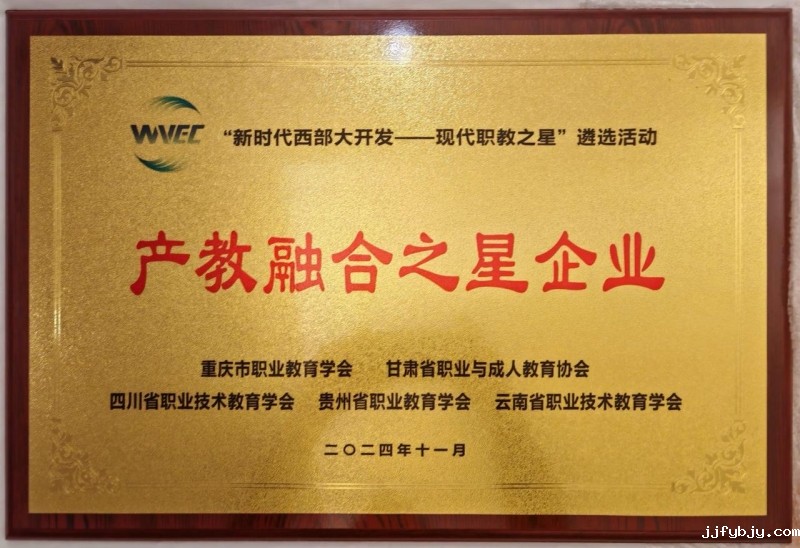 WVEC “新时代西部大开发——现代职教之星”遴选活动
产教融合之星企业
重庆市职业教育学会 甘肃省职业与成人教育协会
四川省职业技术教育学会 贵州省职业教育学会 云南省职业技术教育学会
二〇二四年十一月
jjfybjy.com